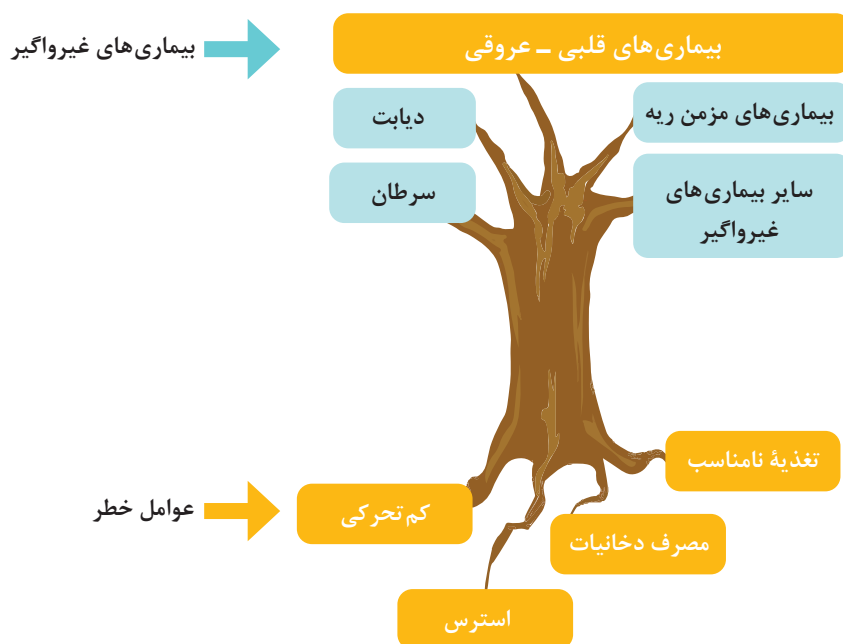 بیماری‌های قلبی ــ عروقی
بیماری‌های غیرواگیر
بیماری‌های مزمن ریه
دیابت
سایر بیماری‌های
غیرواگیر
سرطان
تغذیهٔ نامناسب
کم‌تحرکی
عوامل خطر
مصرف دخانیات
استرس